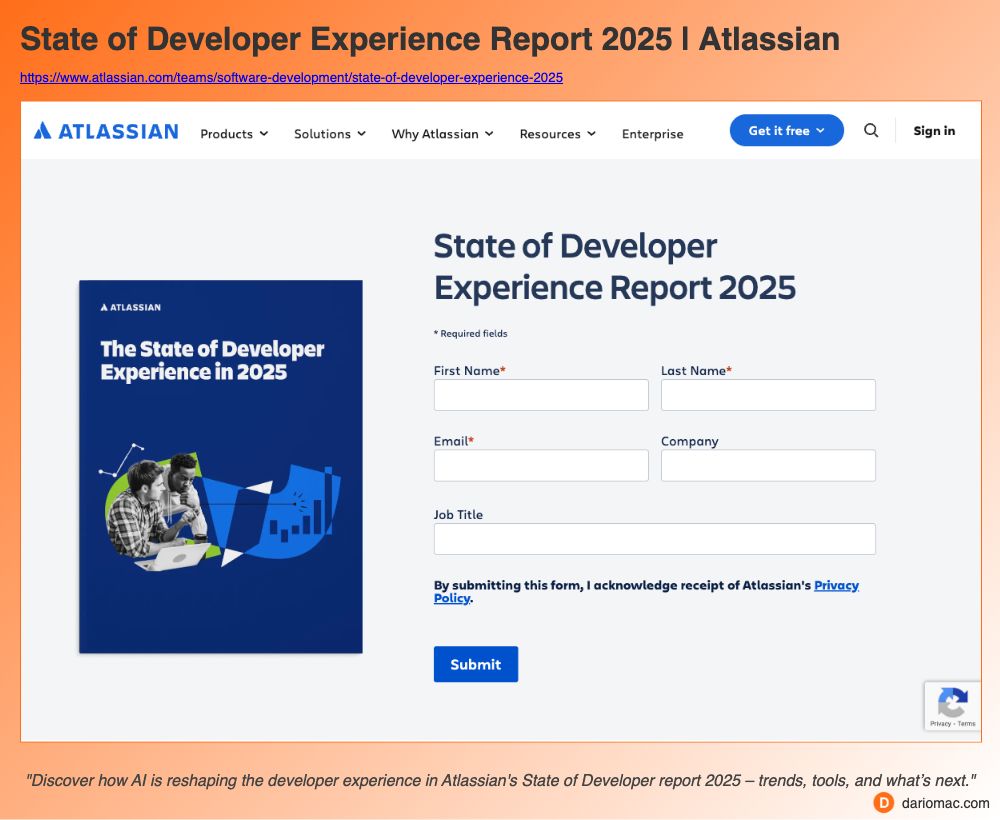 State of Developer Experience Report 2025 | Atlassian
https://www.atlassian.com/teams/software-development/state-of-developer-experience-2025
ATLASSIAN
Products
Solutions
Why Atlassian
Resources
Enterprise
Get it free
Sign in
ATLASSIAN
The State of Developer
Experience in 2025
State of Developer
Experience Report 2025
* Required fields
First Name*
Last Name*
Email*
Company
Job Title
By submitting this form, I acknowledge receipt of Atlassian's Privacy
Policy.
Submit
Privacy - Terms
"Discover how AI is reshaping the developer experience in Atlassian's State of Developer report 2025 – trends, tools, and what’s next."
D dariomac.com